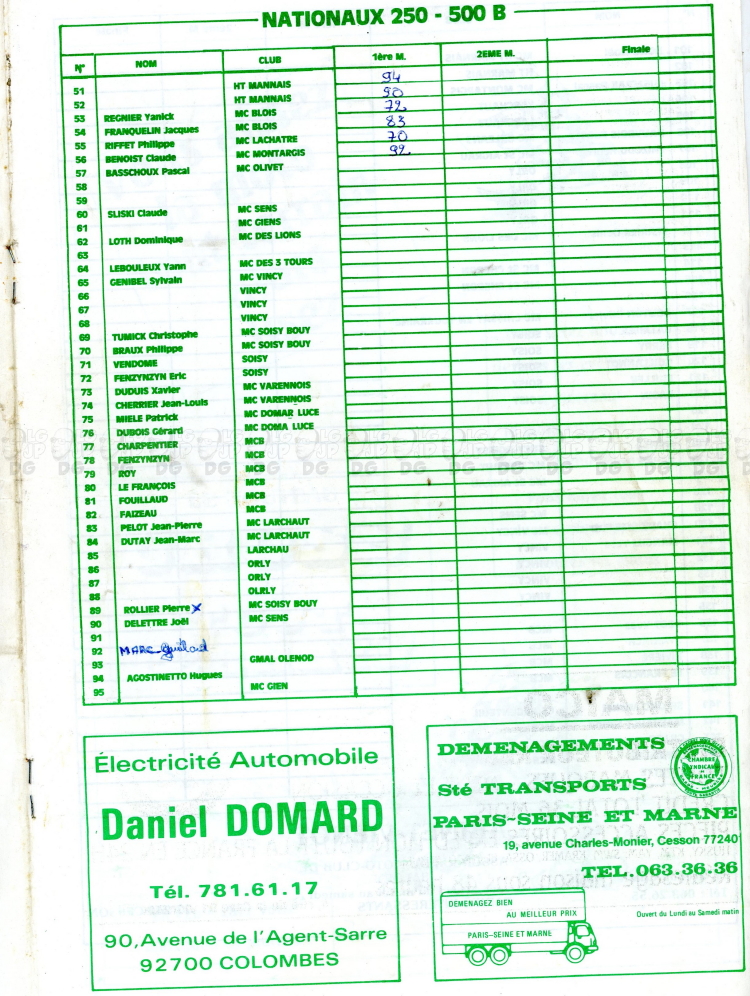 NATIONAUX 250 - 500 B
N° NOM CLUB 1ère M. 2EME M. Finale
51 HT MANNAIS 94
52 HT MANNAIS 90
53 REGNIER Yanick MC BLOIS 72
54 FRANQUELIN Jacques MC BLOIS 83
55 RIFFET Philippe MC LACHATRE 70
56 BENOIST Claude MC MONTARGIS 92
57 BASSCHOUX Pascal MC OLIVET
58
59
60 SLISKI Claude MC SENS
61 MC GIENS
62 LOTH Dominique MC DES LIONS
63
64 LEBOULEUX Yann MC DES 3 TOURS
65 GENIBEL Sylvain MC VINCY
66 VINCY
67 VINCY
68 VINCY
69 TUMICK Christophe MC SOISY BOUY
70 BRAUX Philippe MC SOISY BOUY
71 VENDOME SOISY
72 FENZYNZYN Eric SOISY
73 DUDUIS Xavier MC VARENNOIS
74 CHERRIER Jean-Louis MC VARENNOIS
75 MIELE Patrick MC DOMAR LUCE
76 DUBOIS Gérard MC DOMA LUCE
77 CHARPENTIER MCB
78 FENZYNZYN MCB
79 ROY MCB
80 LE FRANÇOIS MCB
81 FOUILLAUD MCB
82 FAIZEAU MCB
83 PELOT Jean-Pierre MC LARCHAUT
84 DUTAY Jean-Marc MC LARCHAUT
85 LARCHAU
86 ORLY
87 ORLY
88 OLRLY
89 ROLLIER Pierre X MC SOISY BOUY
90 DELETTRE Joël MC SENS
91
92 MARC
93 GMAL OLENOD
94 AGOSTINETTO Hugues
95 MC GIEN
Électricité Automobile
Daniel DOMARD
Tél. 781.61.17
90, Avenue de l'Agent-Sarre
92700 COLOMBES
DEMENAGEMENTS
Sté TRANSPORTS
PARIS-SEINE ET MARNE
19, avenue Charles-Monier, Cesson 77240
TEL. 063.36.36
CHAMBRE
SYNDICALE
FRANCE
DEMENAGEZ BIEN
AU MEILLEUR PRIX
PARIS-SEINE ET MARNE
Ouvert du Lundi au Samedi matin